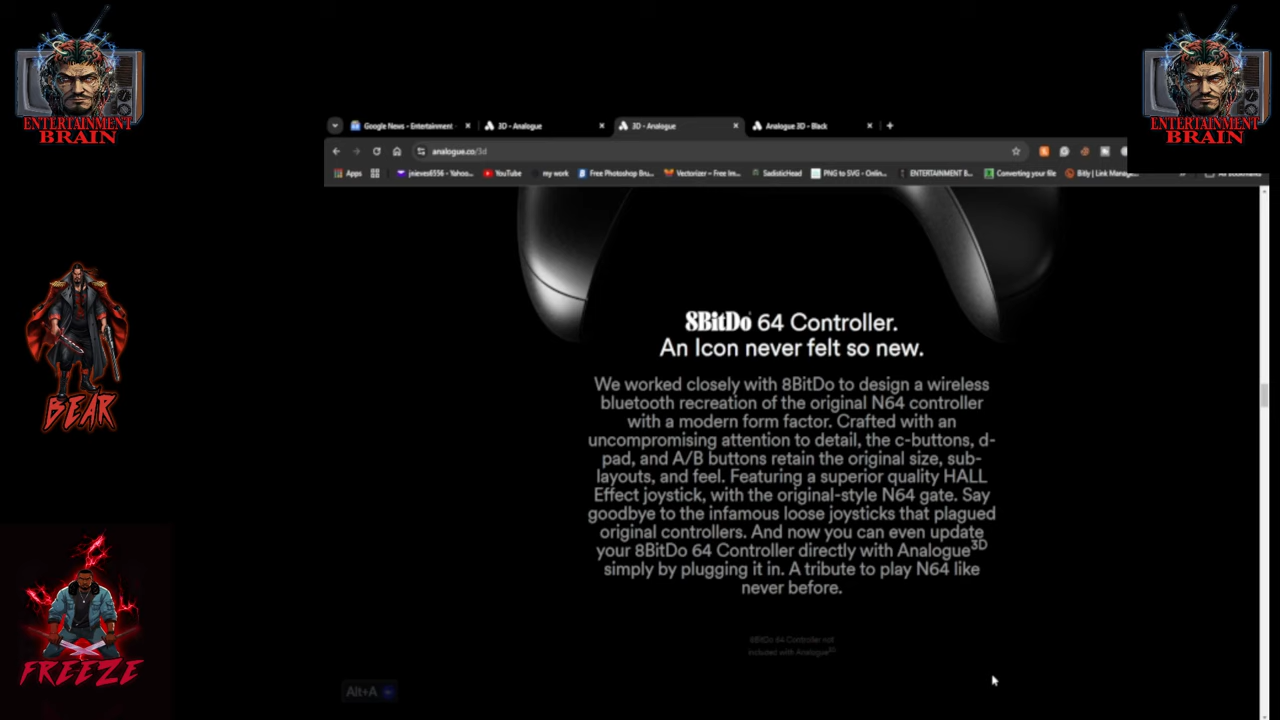 ENTERTAINMENT
BRAIN
ENTERTAINMENT
BRAIN
Google News - Entertainment
3D - Analogue
3D - Analogue
Analogue 3D - Black
analogue.co/3d
Apps
jnieves6556 - Yahoo...
YouTube
my work
Free Photoshop Bru...
Vectorizer – Free Im...
SadisticHead
PNG to SVG - Onlin...
ENTERTAINMENT B...
Converting your file
Bitly | Link Manage...
8BitDo 64 Controller.
An Icon never felt so new.
We worked closely with 8BitDo to design a wireless
bluetooth recreation of the original N64 controller
with a modern form factor. Crafted with an
uncompromising attention to detail, the c-buttons, d-
pad, and A/B buttons retain the original size, sub-
layouts, and feel. Featuring a superior quality HALL
Effect joystick, with the original-style N64 gate. Say
goodbye to the infamous loose joysticks that plagued
original controllers. And now you can even update
your 8BitDo 64 Controller directly with Analogue 3D
simply by plugging it in. A tribute to play N64 like
never before.
8BitDo 64 Controller not
included with Analogue 3D
Alt+A
BEAR
FREEZE